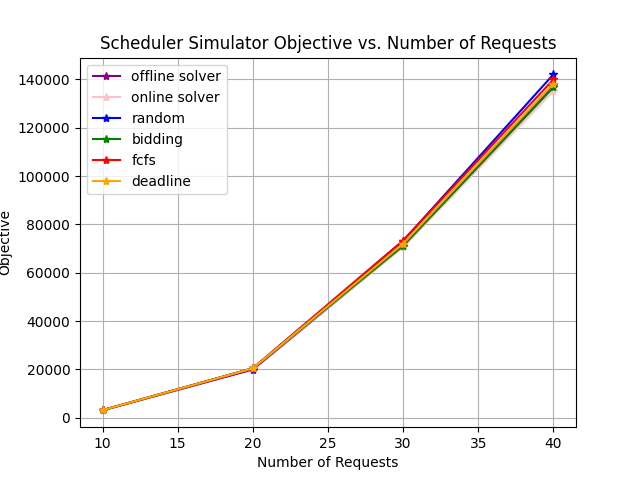 Scheduler Simulator Objective vs. Number of Requests
offline solver
online solver
random
bidding
fcfs
deadline
Objective
140000
120000
100000
80000
60000
40000
20000
0
10 15 20 25 30 35 40
Number of Requests